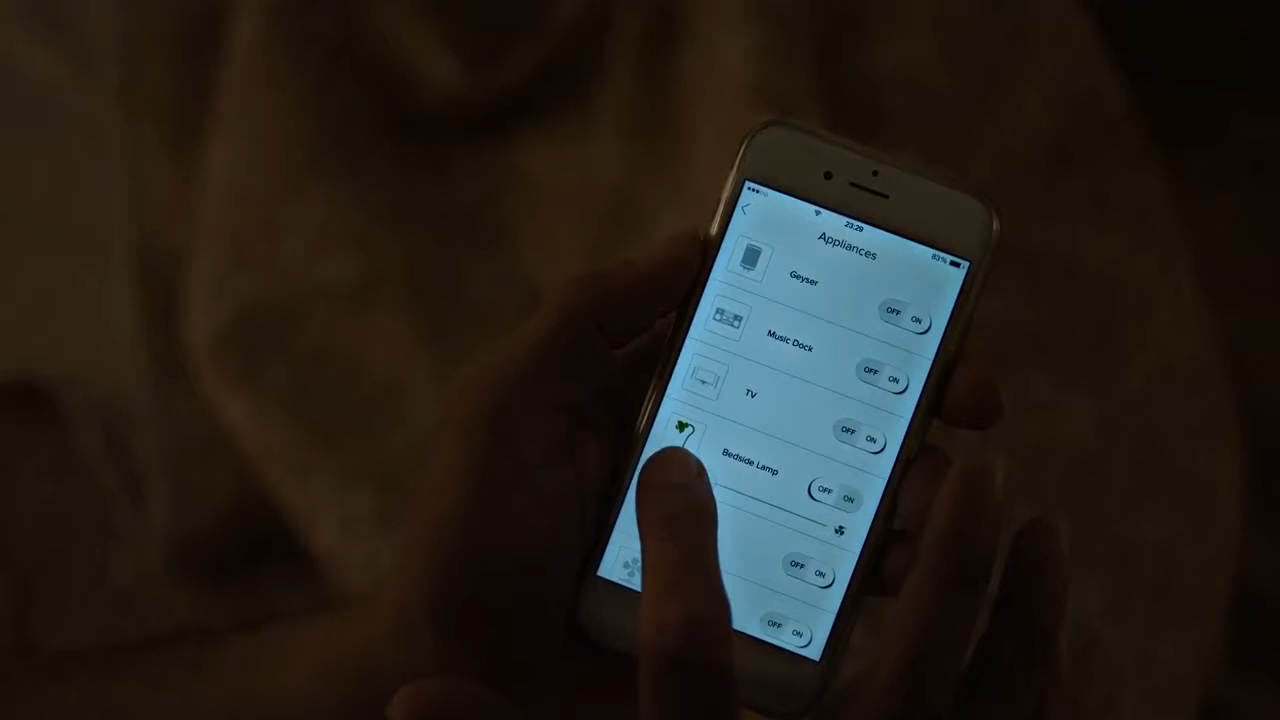 23:29
83%
Appliances
Geyser
OFF ON
Music Dock
OFF ON
TV
OFF ON
Bedside Lamp
OFF ON
OFF ON
OFF ON